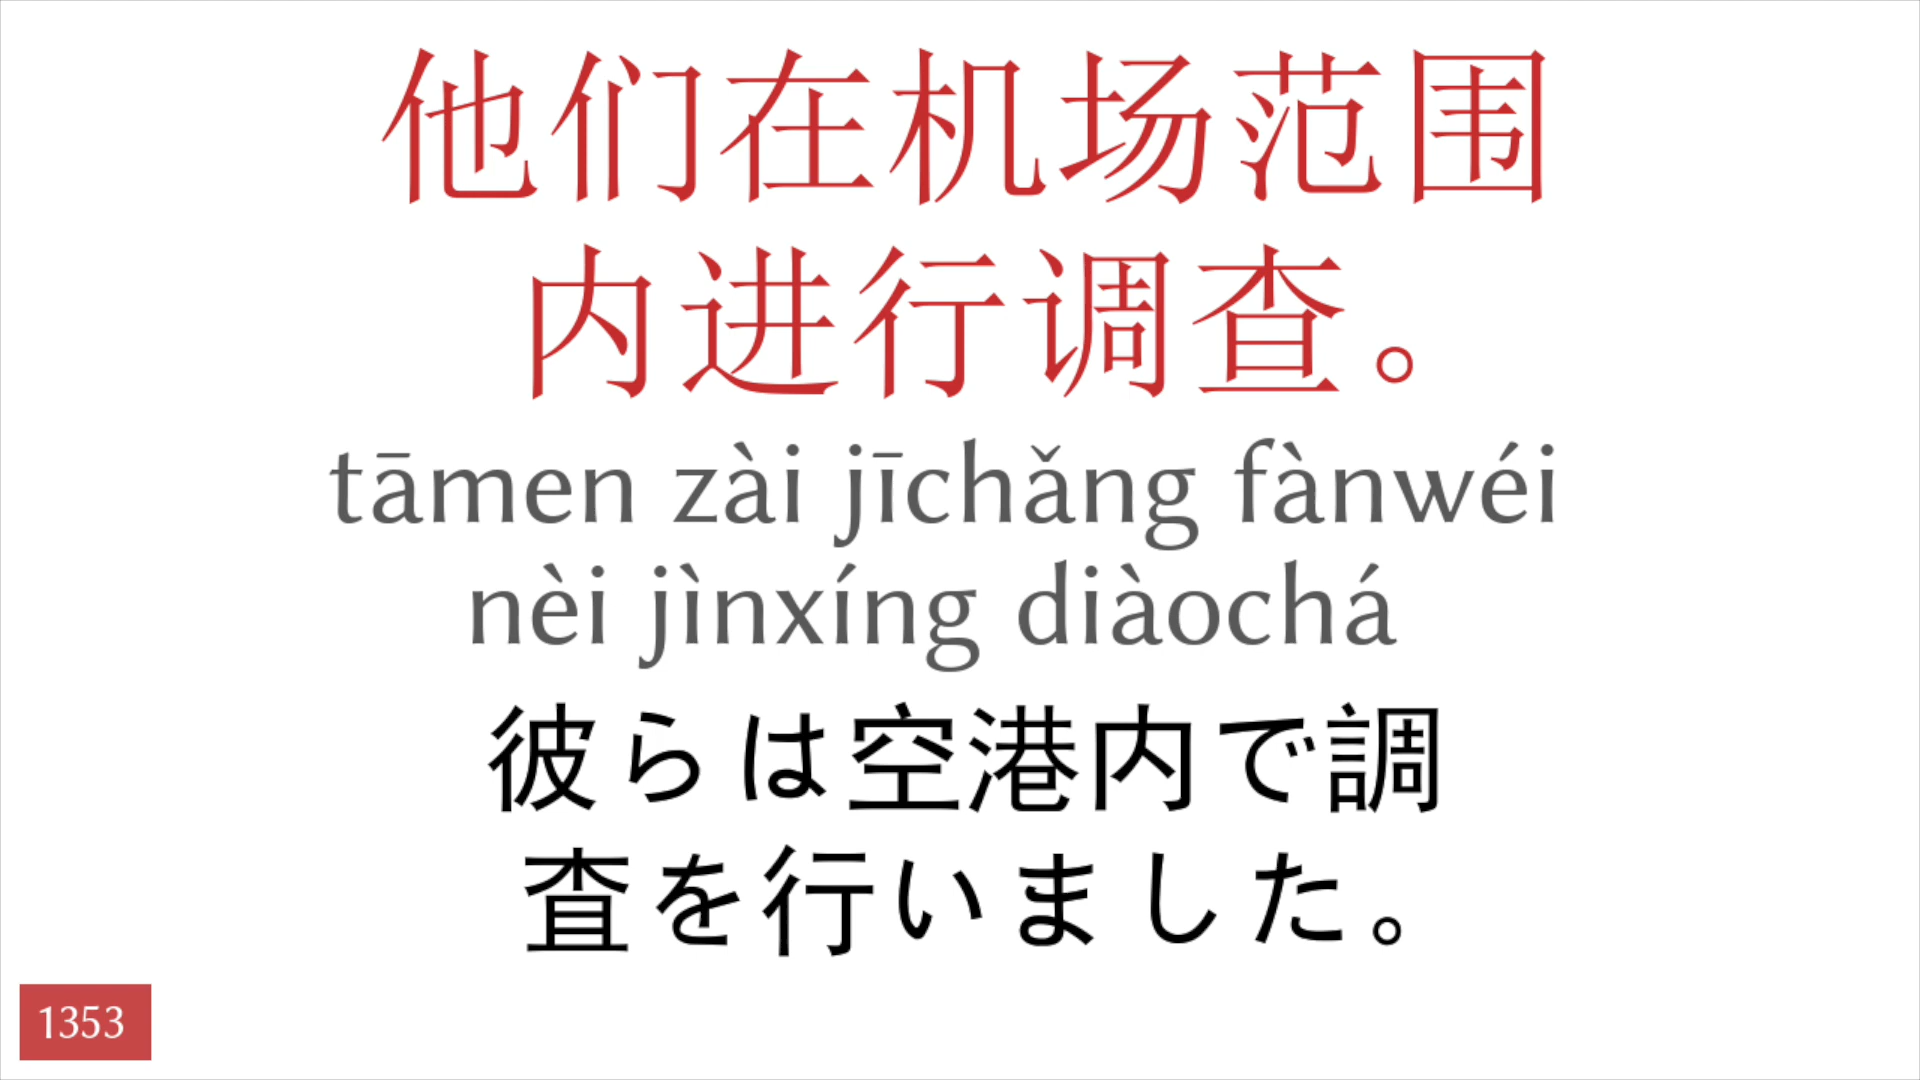 他们在机场范围
内进行调查。
tāmen zài jīchǎng fànwéi
nèi jìnxíng diàochá
彼らは空港内で調
査を行いました。
1353